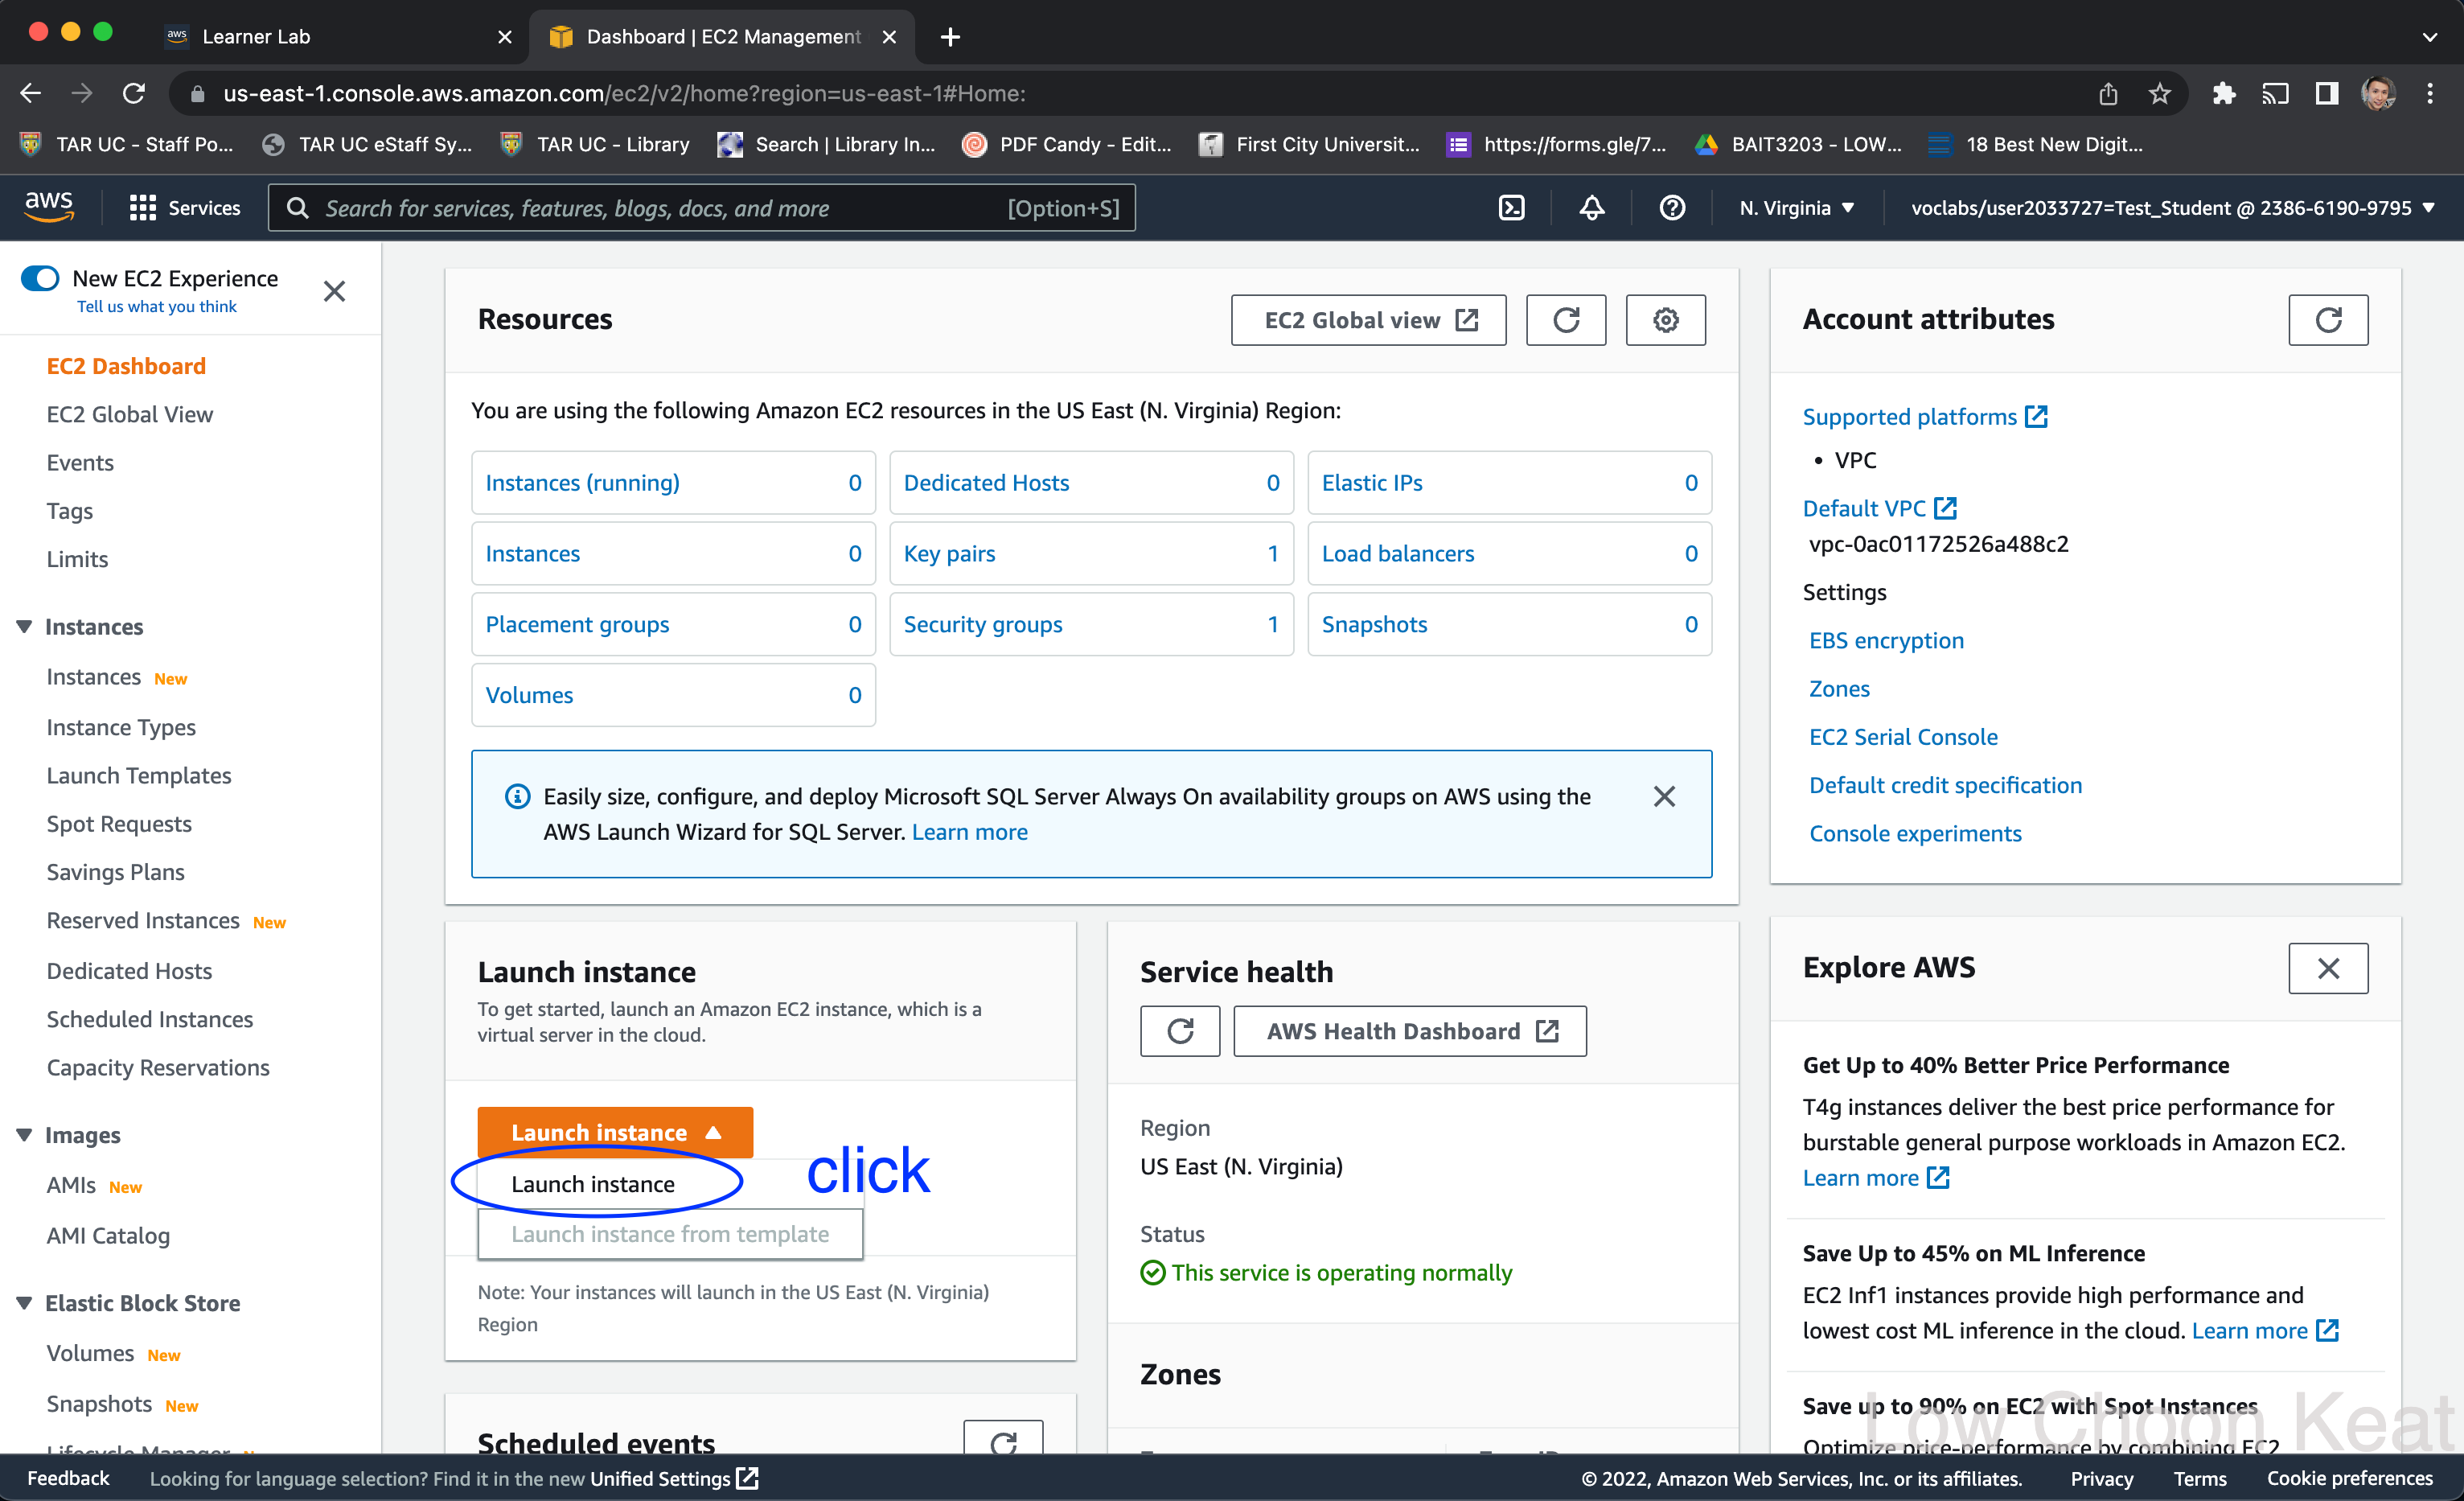 Learner Lab
Dashboard | EC2 Management
us-east-1.console.aws.amazon.com/ec2/v2/home?region=us-east-1#Home:
TAR UC - Staff Po...
TAR UC eStaff Sy...
TAR UC - Library
Search | Library In...
PDF Candy - Edit...
First City Universit...
https://forms.gle/7...
BAIT3203 - LOW...
18 Best New Digit...
aws
Services
Search for services, features, blogs, docs, and more [Option+S]
N. Virginia
voclabs/user2033727=Test_Student @ 2386-6190-9795
New EC2 Experience
Tell us what you think
EC2 Dashboard
EC2 Global View
Events
Tags
Limits
Instances
Instances New
Instance Types
Launch Templates
Spot Requests
Savings Plans
Reserved Instances New
Dedicated Hosts
Scheduled Instances
Capacity Reservations
Images
AMIs New
AMI Catalog
Elastic Block Store
Volumes New
Snapshots New
Resources
EC2 Global view
You are using the following Amazon EC2 resources in the US East (N. Virginia) Region:
Instances (running) 0
Dedicated Hosts 0
Elastic IPs 0
Instances 0
Key pairs 1
Load balancers 0
Placement groups 0
Security groups 1
Snapshots 0
Volumes 0
Easily size, configure, and deploy Microsoft SQL Server Always On availability groups on AWS using the
AWS Launch Wizard for SQL Server. Learn more
Launch instance
To get started, launch an Amazon EC2 instance, which is a
virtual server in the cloud.
Launch instance
Launch instance
click
Launch instance from template
Note: Your instances will launch in the US East (N. Virginia)
Region
Scheduled events
Service health
AWS Health Dashboard
Region
US East (N. Virginia)
Status
This service is operating normally
Zones
Account attributes
Supported platforms
• VPC
Default VPC
vpc-0ac01172526a488c2
Settings
EBS encryption
Zones
EC2 Serial Console
Default credit specification
Console experiments
Explore AWS
Get Up to 40% Better Price Performance
T4g instances deliver the best price performance for
burstable general purpose workloads in Amazon EC2.
Learn more
Save Up to 45% on ML Inference
EC2 Inf1 instances provide high performance and
lowest cost ML inference in the cloud. Learn more
Save up to 90% on EC2 with Spot Instances
Optimize price-performance by combining EC2
Low Choon Keat
Feedback
Looking for language selection? Find it in the new Unified Settings
© 2022, Amazon Web Services, Inc. or its affiliates.
Privacy
Terms
Cookie preferences